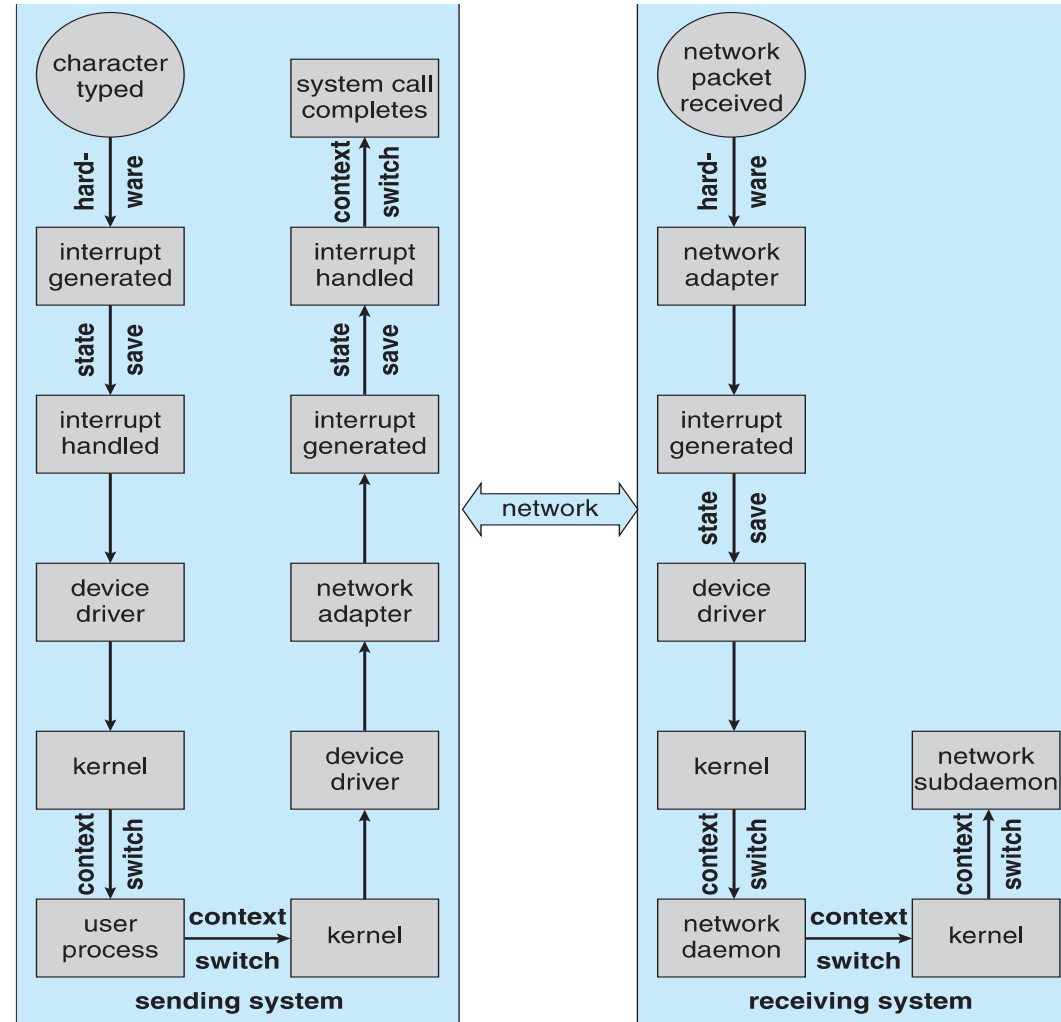 character
typed
hard-
ware
interrupt
generated
state
save
interrupt
handled
device
driver
kernel
context
switch
user
process
context
switch
kernel
device
driver
network
adapter
interrupt
generated
state
save
interrupt
handled
context
switch
system call
completes
sending system
network
network
packet
received
hard-
ware
network
adapter
interrupt
generated
state
save
device
driver
kernel
context
switch
network
daemon
context
switch
kernel
context
switch
network
subdaemon
receiving system